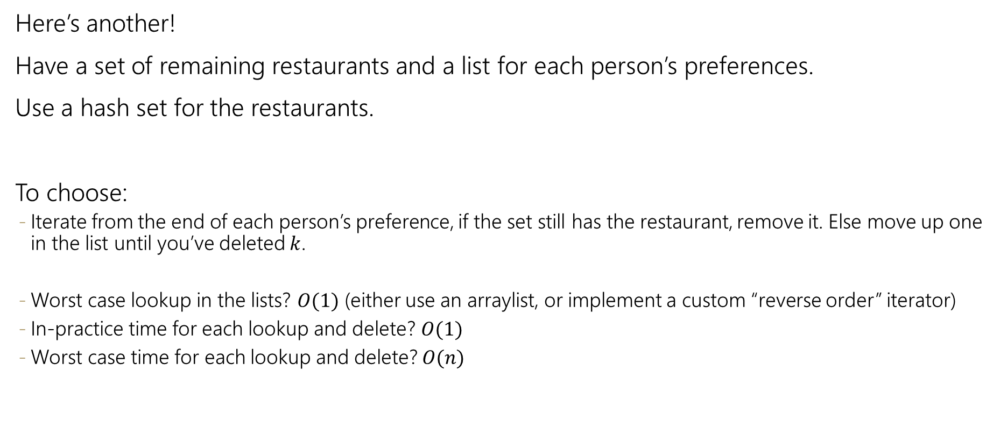 Here’s another!
Have a set of remaining restaurants and a list for each person’s preferences.
Use a hash set for the restaurants.
To choose:
- Iterate from the end of each person’s preference, if the set still has the restaurant, remove it. Else move up one
in the list until you’ve deleted k.
- Worst case lookup in the lists? O(1) (either use an arraylist, or implement a custom “reverse order” iterator)
- In-practice time for each lookup and delete? O(1)
- Worst case time for each lookup and delete? O(n)